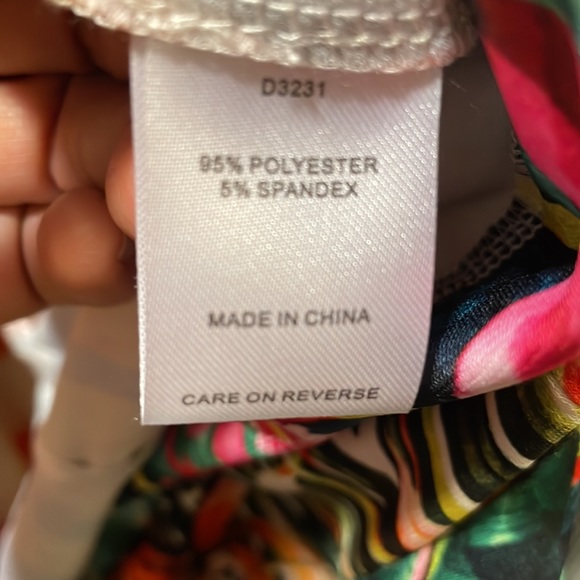 D3231
95% POLYESTER
5% SPANDEX
MADE IN CHINA
CARE ON REVERSE